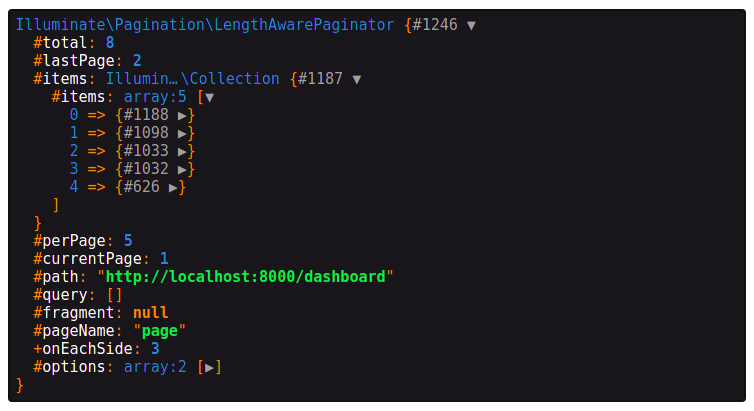 Illuminate\Pagination\LengthAwarePaginator {#1246 ▼
  #total: 8
  #lastPage: 2
  #items: Illumin…\Collection {#1187 ▼
    #items: array:5 [▼
      0 => {#1188 ▶}
      1 => {#1098 ▶}
      2 => {#1033 ▶}
      3 => {#1032 ▶}
      4 => {#626 ▶}
    ]
  }
  #perPage: 5
  #currentPage: 1
  #path: "http://localhost:8000/dashboard"
  #query: []
  #fragment: null
  #pageName: "page"
  +onEachSide: 3
  #options: array:2 [▶]
}